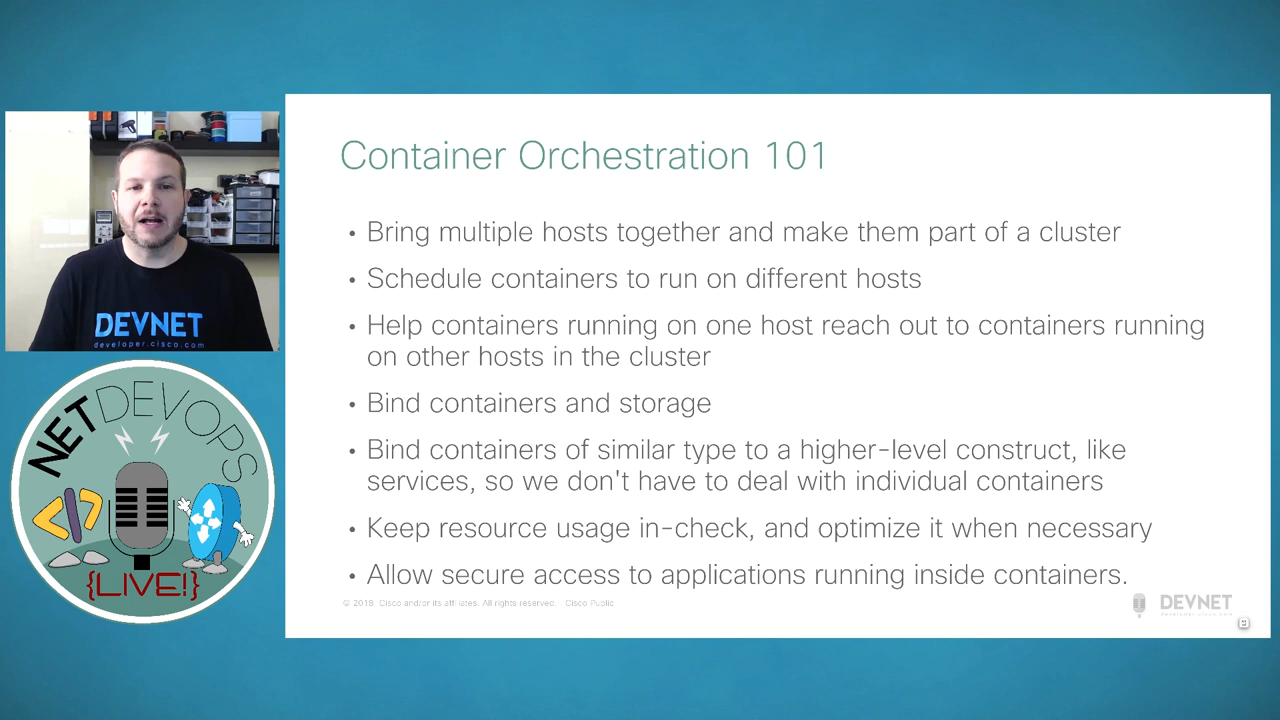 Container Orchestration 101
• Bring multiple hosts together and make them part of a cluster
• Schedule containers to run on different hosts
• Help containers running on one host reach out to containers running
on other hosts in the cluster
• Bind containers and storage
• Bind containers of similar type to a higher-level construct, like
services, so we don't have to deal with individual containers
• Keep resource usage in-check, and optimize it when necessary
• Allow secure access to applications running inside containers.
© 2018 Cisco and/or its affiliates. All rights reserved. Cisco Public
DEVNET
developer.cisco.com
DEVNET
developer.cisco.com
NETDEVOPS
{LIVE!}